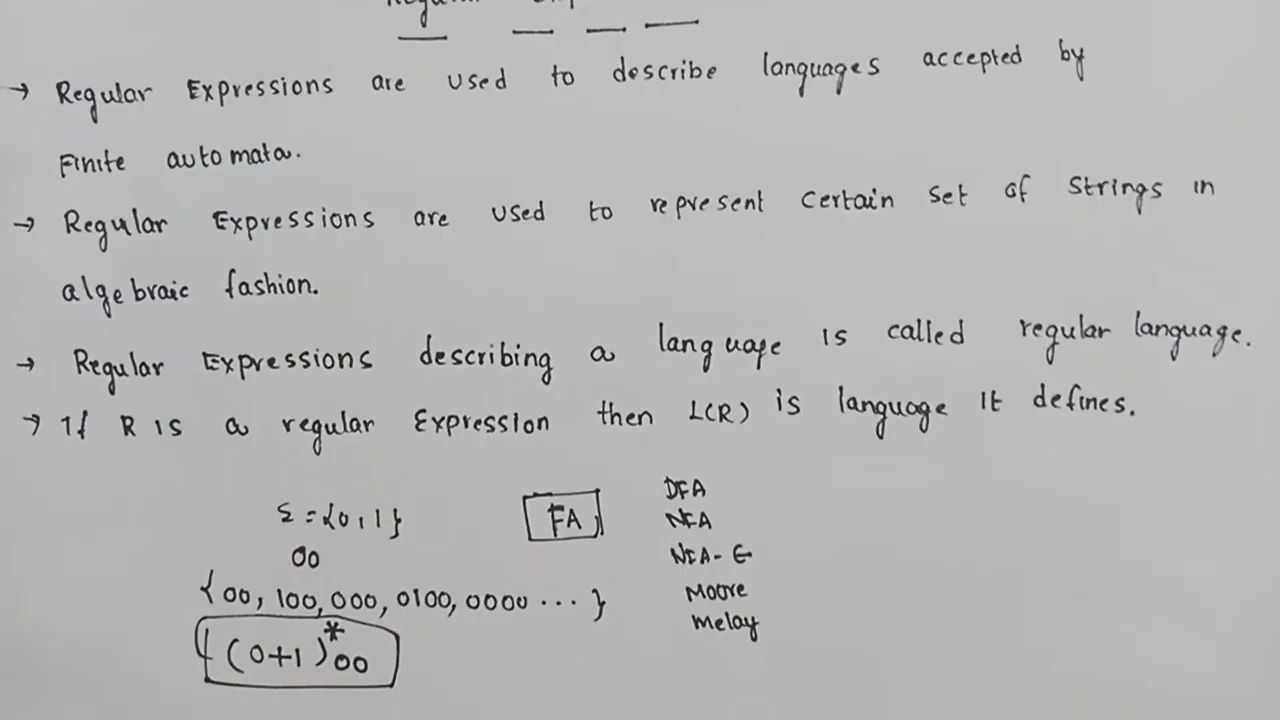 → Regular Expressions are used to describe languages accepted by
Finite automata.
→ Regular Expressions are used to represent certain set of Strings in
algebraic fashion.
→ Regular Expressions describing a language is called regular language.
→ If R is a regular Expression then L(R) is language it defines.
Σ = {0,1}
00
{00, 100, 000, 0100, 0000 ... }
(0+1)*00
FA
DFA
NFA
NFA-ε
Moore
Melay